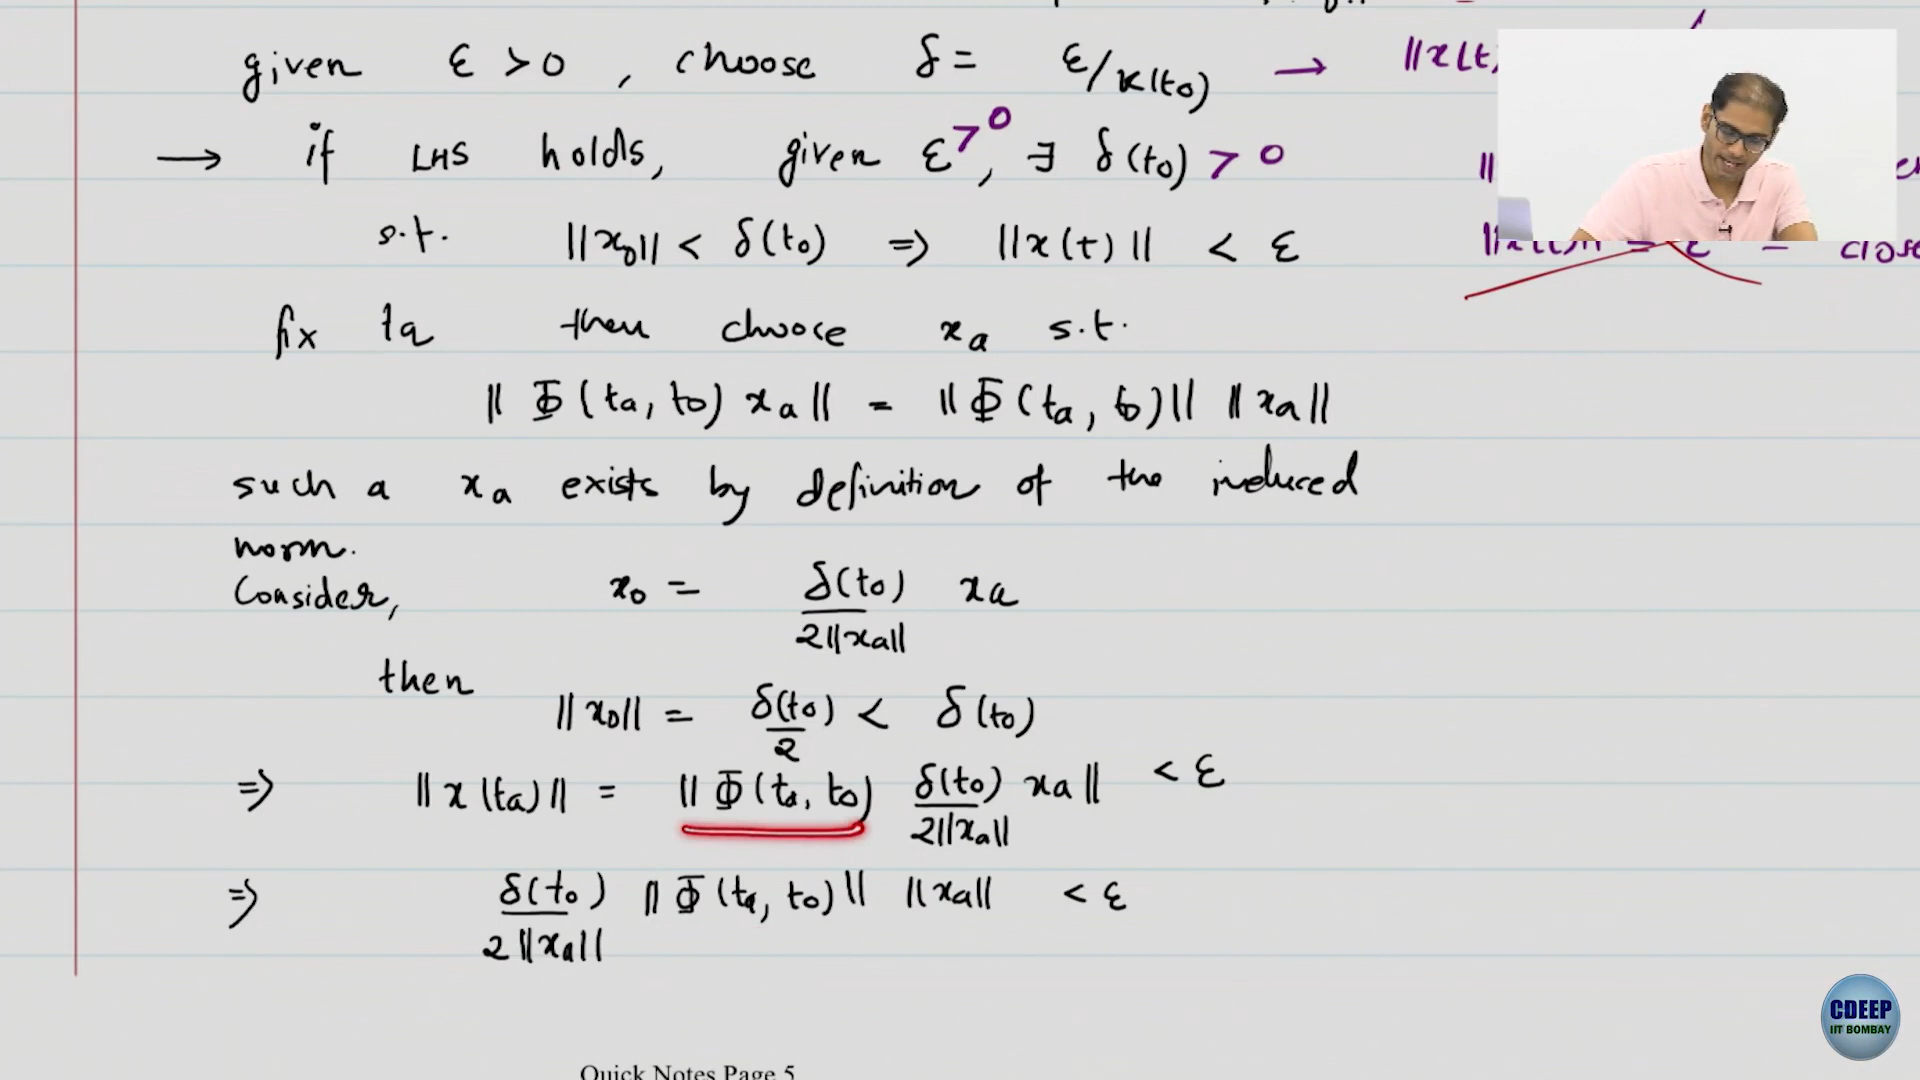 given ε > 0 , choose δ = ε/K(t0) → ||x(t)
→ if LHS holds, given ε > 0, ∃ δ(t0) > 0 ||
s.t. ||x0|| < δ(t0) ⇒ ||x(t)|| < ε close
fix ta then choose xa s.t.
|| Φ(ta, t0) xa || = || Φ(ta, t0)|| ||xa||
such a xa exists by definition of the induced
norm.
Consider, x0 = δ(t0)/2||xa|| xa
then
||x0|| = δ(t0)/2 < δ(t0)
⇒ ||x(ta)|| = || Φ(ta, t0) δ(t0)/2||xa|| xa || < ε
⇒ δ(t0)/2||xa|| || Φ(ta, t0)|| ||xa|| < ε
CDEEP
IIT BOMBAY
Quick Notes Page 5